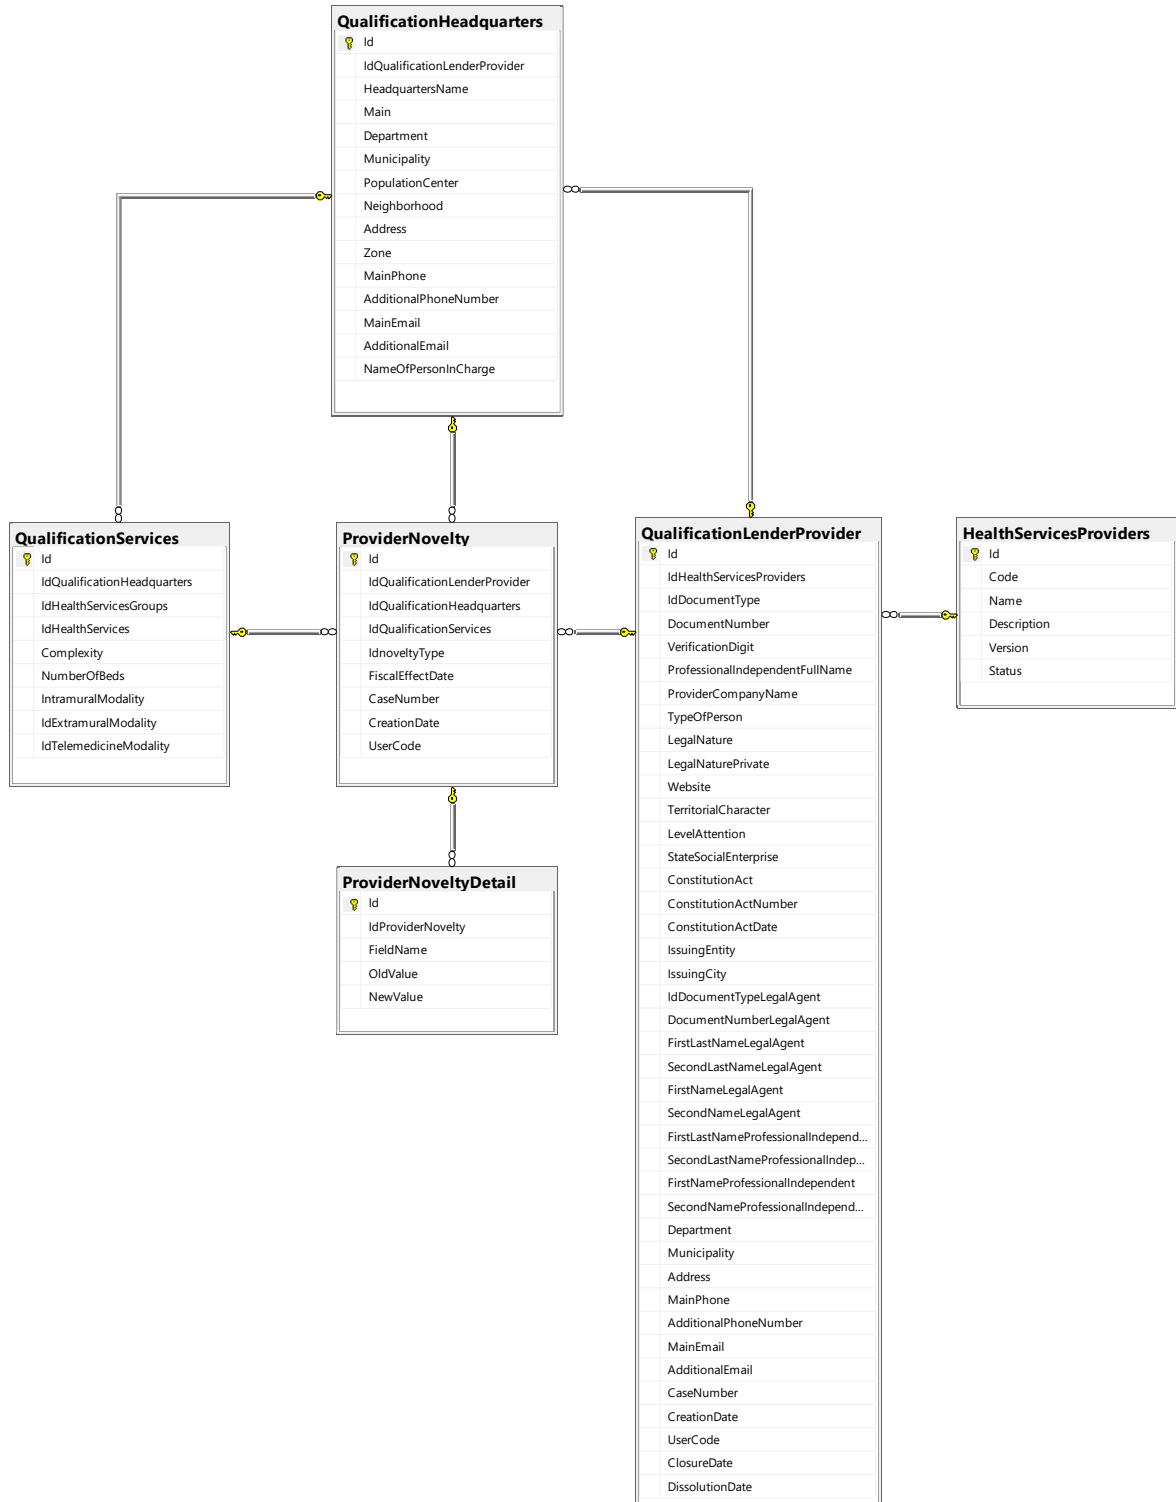 QualificationHeadquarters
Id
IdQualificationLenderProvider
HeadquartersName
Main
Department
Municipality
PopulationCenter
Neighborhood
Address
Zone
MainPhone
AdditionalPhoneNumber
MainEmail
AdditionalEmail
NameOfPersonInCharge
QualificationServices
Id
IdQualificationHeadquarters
IdHealthServicesGroups
IdHealthServices
Complexity
NumberOfBeds
IntramuralModality
IdExtramuralModality
IdTelemedicineModality
ProviderNovelty
Id
IdQualificationLenderProvider
IdQualificationHeadquarters
IdQualificationServices
IdnoveltyType
FiscalEffectDate
CaseNumber
CreationDate
UserCode
ProviderNoveltyDetail
Id
IdProviderNovelty
FieldName
OldValue
NewValue
QualificationLenderProvider
Id
IdHealthServicesProviders
IdDocumentType
DocumentNumber
VerificationDigit
ProfessionalIndependentFullName
ProviderCompanyName
TypeOfPerson
LegalNature
LegalNaturePrivate
Website
TerritorialCharacter
LevelAttention
StateSocialEnterprise
ConstitutionAct
ConstitutionActNumber
ConstitutionActDate
IssuingEntity
IssuingCity
IdDocumentTypeLegalAgent
DocumentNumberLegalAgent
FirstLastNameLegalAgent
SecondLastNameLegalAgent
FirstNameLegalAgent
SecondNameLegalAgent
FirstLastNameProfessionalIndepend...
SecondLastNameProfessionalIndep...
FirstNameProfessionalIndependent
SecondNameProfessionalIndepend...
Department
Municipality
Address
MainPhone
AdditionalPhoneNumber
MainEmail
AdditionalEmail
CaseNumber
CreationDate
UserCode
ClosureDate
DissolutionDate
HealthServicesProviders
Id
Code
Name
Description
Version
Status